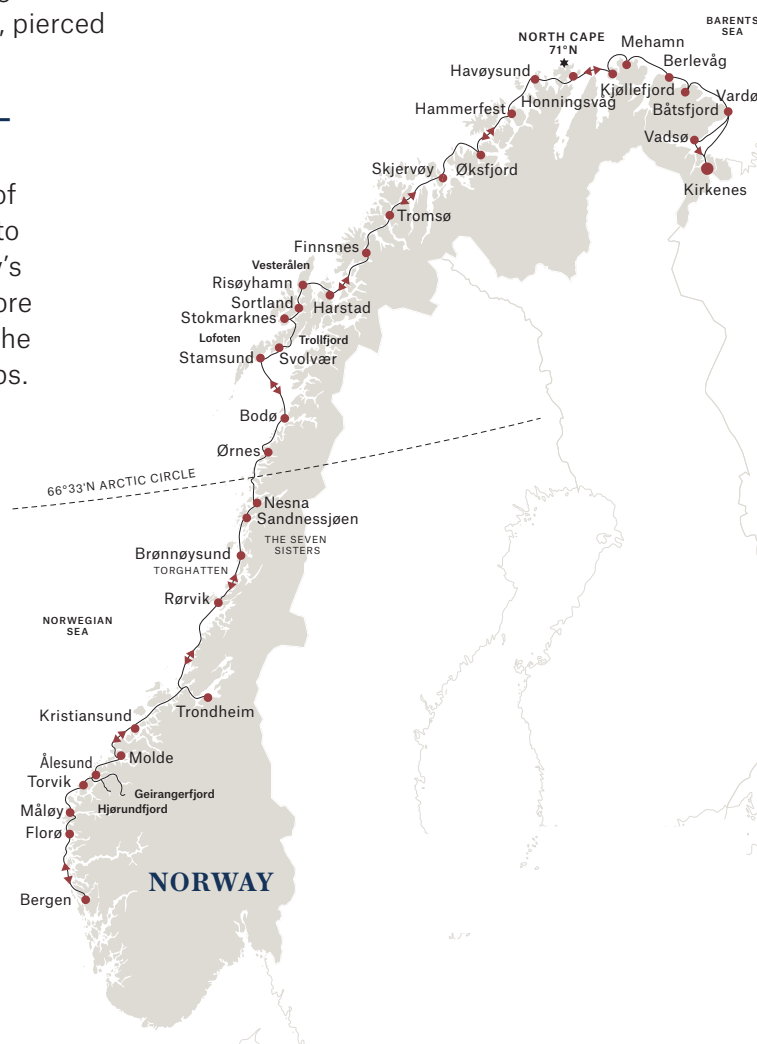 , pierced
of
to
y's
ore
he
os.
BARENTS
SEA
NORTH CAPE
71°N
Mehamn
Berlevåg
Havøysund
Kjøllefjord
Vardø
Honningsvåg
Båtsfjord
Hammerfest
Vadsø
Skjervøy
Øksfjord
Kirkenes
Tromsø
Finnsnes
Vesterålen
Risøyhamn
Sortland
Harstad
Stokmarknes
Lofoten
Trollfjord
Stamsund
Svolvær
Bodø
Ørnes
66°33'N ARCTIC CIRCLE
Nesna
Sandnessjøen
THE SEVEN
SISTERS
Brønnøysund
TORGHATTEN
Rørvik
NORWEGIAN
SEA
Kristiansund
Trondheim
Ålesund
Molde
Torvik
Geirangerfjord
Hjørundfjord
Måløy
Florø
NORWAY
Bergen